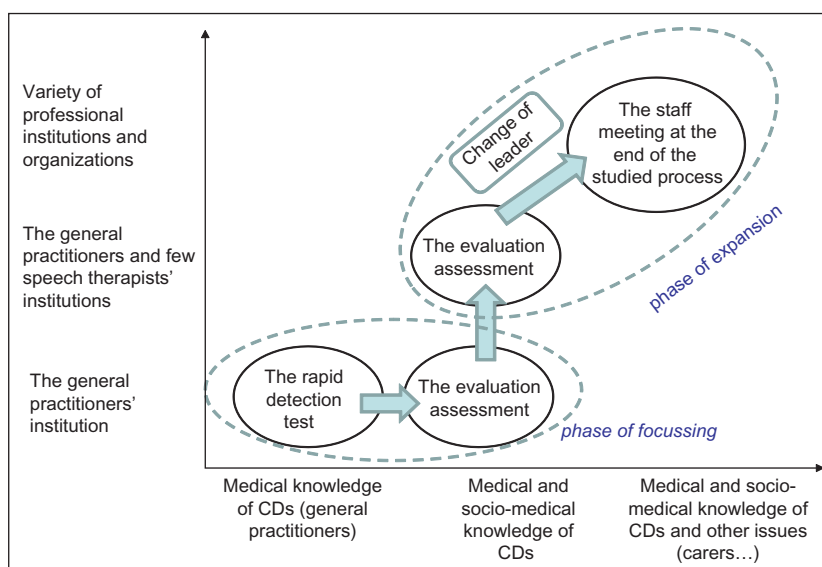 Variety of
professional
institutions and
organizations
Change of
leader
The staff
meeting at the
end of the
studied process
The general
practitioners and few
speech therapists'
institutions
The evaluation
assessment
phase of expansion
The general
practitioners'
institution
The rapid
detection
test
The evaluation
assessment
phase of focussing
Medical knowledge
of CDs (general
practitioners)
Medical and
socio-medical
knowledge of
CDs
Medical and socio-
medical knowledge of
CDs and other issues
(carers...)